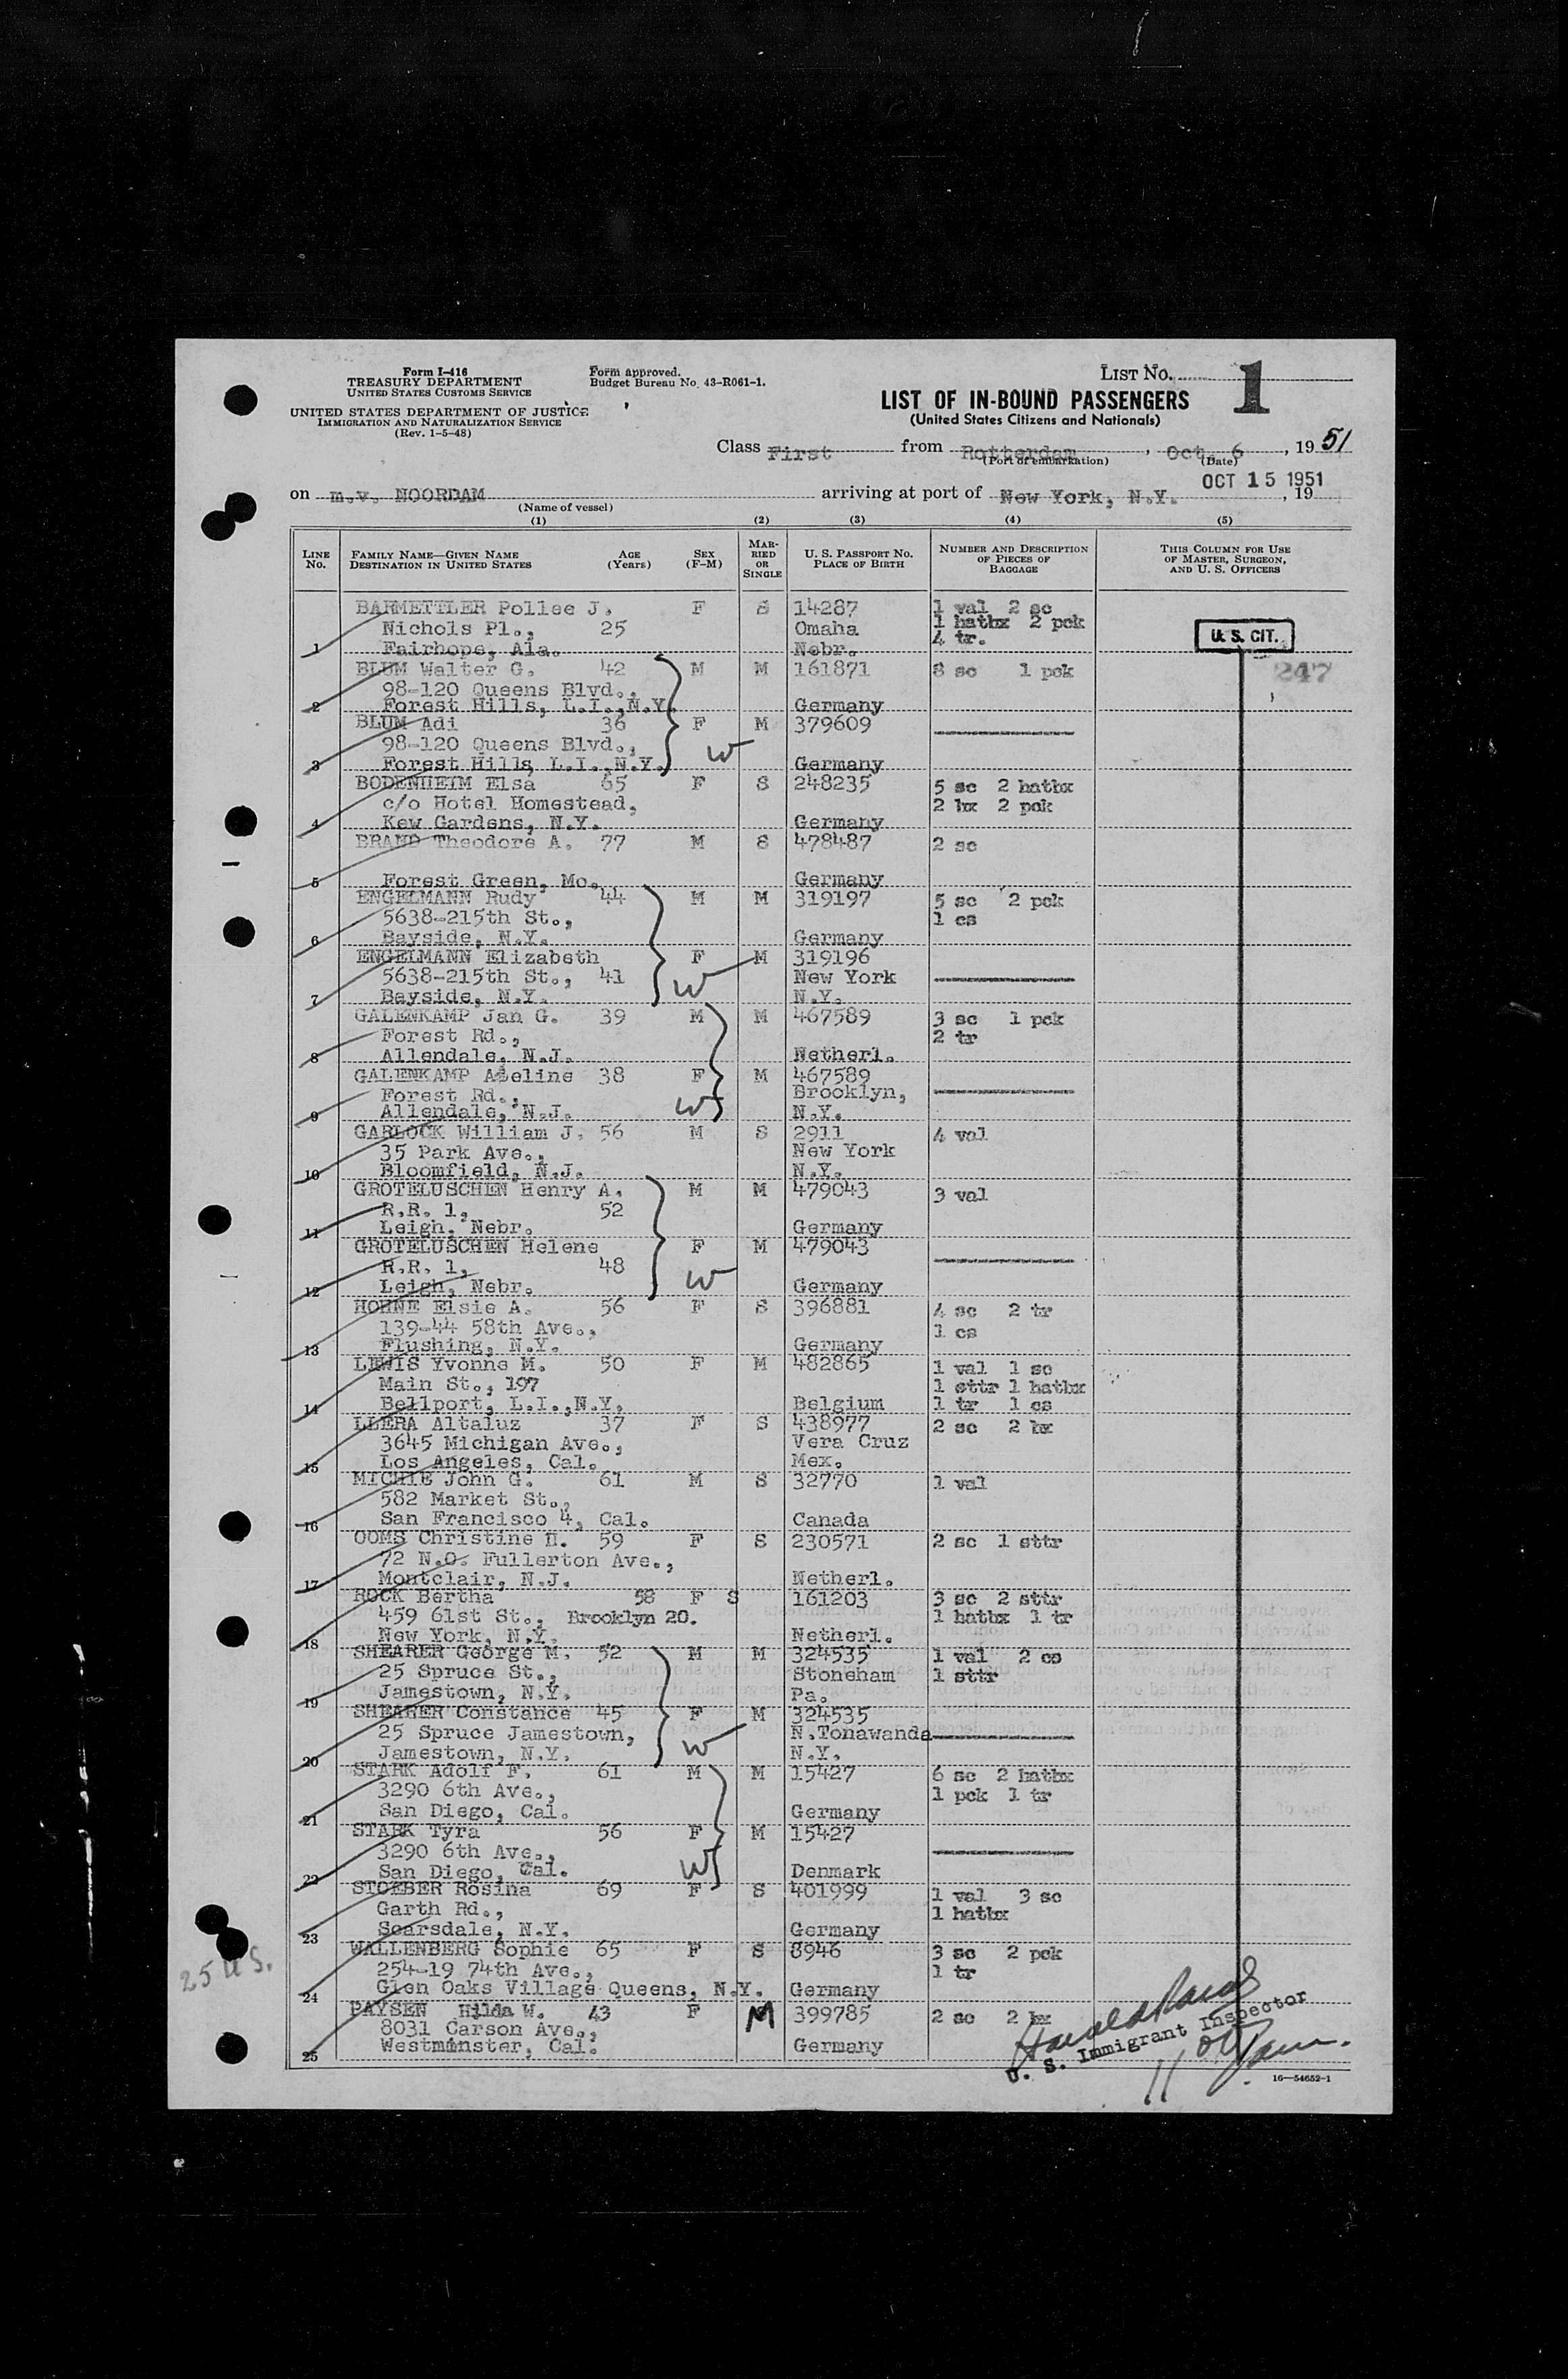 Form I-416
TREASURY DEPARTMENT
UNITED STATES CUSTOMS SERVICE
UNITED STATES DEPARTMENT OF JUSTICE
IMMIGRATION AND NATURALIZATION SERVICE
(Rev. 1-5-48)
Form approved.
Budget Bureau No. 43-R061-1.
LIST NO. 1
LIST OF IN-BOUND PASSENGERS
(United States Citizens and Nationals)
Class First from Rotterdam, Oct. 6, 1951
(Port of embarkation) (Date)
on m.v. NOORDAM arriving at port of New York, N.Y. OCT 15 1951, 19
(Name of vessel)
(1) (2) (3) (4) (5)
LINE NO. FAMILY NAME—GIVEN NAME DESTINATION IN UNITED STATES AGE (Years) SEX (F-M) MARRIED OR SINGLE U. S. PASSPORT NO. PLACE OF BIRTH NUMBER AND DESCRIPTION OF PIECES OF BAGGAGE THIS COLUMN FOR USE OF MASTER, SURGEON, AND U. S. OFFICERS
BARMETTLER Pollee J. F S 14287 1 val 2 sc
Nichols Pl., 25 Omaha 1 hatbx 2 pck
1 Fairhope, Ala. Nebr. 4 tr. U. S. CIT.
BLUM Walter G. 42 M M 161871 8 sc 1 pck 247
98-120 Queens Blvd.,
2 Forest Hills, L.I.,N.Y. Germany
BLUM Adi 36 F M 379609
98-120 Queens Blvd., W
3 Forest Hills, L.I.,N.Y. Germany
BODENHEIM Elsa 65 F S 248235 5 sc 2 hatbx
c/o Hotel Homestead, 2 bx 2 pck
4 Kew Gardens, N.Y. Germany
BRAND Theodore A. 77 M S 478487 2 sc
5 Forest Green, Mo. Germany
ENGELMANN Rudy 44 M M 319197 5 sc 2 pck
5638-215th St., 1 cs
6 Bayside, N.Y. Germany
ENGELMANN Elizabeth F M 319196
5638-215th St., 41 W New York
7 Bayside, N.Y. N.Y.
GALENKAMP Jan G. 39 M M 467589 3 sc 1 pck
Forest Rd., 2 tr
8 Allendale, N.J. Netherl.
GALENKAMP Adeline 38 F M 467589
Forest Rd., Brooklyn,
9 Allendale, N.J. W N.Y.
GARLOCK William J. 56 M S 2911 4 val
35 Park Ave., New York
10 Bloomfield, N.J. N.Y.
GROTELUSCHEN Henry A. M M 479043 3 val
R.R. 1, 52
11 Leigh, Nebr. Germany
GROTELUSCHEN Helene F M 479043
R.R. 1, 48 W
12 Leigh, Nebr. Germany
HOHNE Elsie A. 56 F S 396881 4 sc 2 tr
139-44 58th Ave., 1 cs
13 Flushing, N.Y. Germany
LEWIS Yvonne M. 50 F M 482865 1 val 1 sc
Main St., 197 1 sttr 1 hatbx
14 Bellport, L.I.,N.Y. Belgium 1 tr 1 cs
LLERA Altaluz 37 F S 438977 2 sc 2 bx
3645 Michigan Ave., Vera Cruz
15 Los Angeles, Cal. Mex.
MICHIE John G. 61 M S 32770 1 val
582 Market St.,
16 San Francisco 4, Cal. Canada
OOMS Christine H. 59 F S 230571 2 sc 1 sttr
72 N.O. Fullerton Ave.,
17 Montclair, N.J. Netherl.
ROCK Bertha 58 F S 161203 3 sc 2 sttr
459 61st St., Brooklyn 20. 1 hatbx 1 tr
18 New York, N.Y. Netherl.
SHEARER George M. 52 M M 324535 1 val 2 cs
25 Spruce St., Stoneham 1 sttr
19 Jamestown, N.Y. Pa.
SHEARER Constance 45 F M 324535
25 Spruce Jamestown, N.Tonawanda
20 Jamestown, N.Y. W N.Y.
STARK Adolf F. 61 M M 15427 6 sc 2 hatbx
3290 6th Ave., 1 pck 1 tr
21 San Diego, Cal. Germany
STARK Tyra 56 F M 15427
3290 6th Ave.,
22 San Diego, Cal. W Denmark
STOEBER Rosina 69 F S 401999 1 val 3 sc
Garth Rd., 1 hatbx
23 Scarsdale, N.Y. Germany
WALLENBERG Sophie 65 F S 8946 3 sc 2 pck
254-19 74th Ave., 1 tr
24 Glen Oaks Village Queens, N.Y. Germany
PAYSEN Hilda W. 43 F M 399785 2 sc 2 bx
8031 Carson Ave.,
25 Westminster, Cal. Germany
25 U.S.
U. S. Immigrant Inspector
16—54652-1